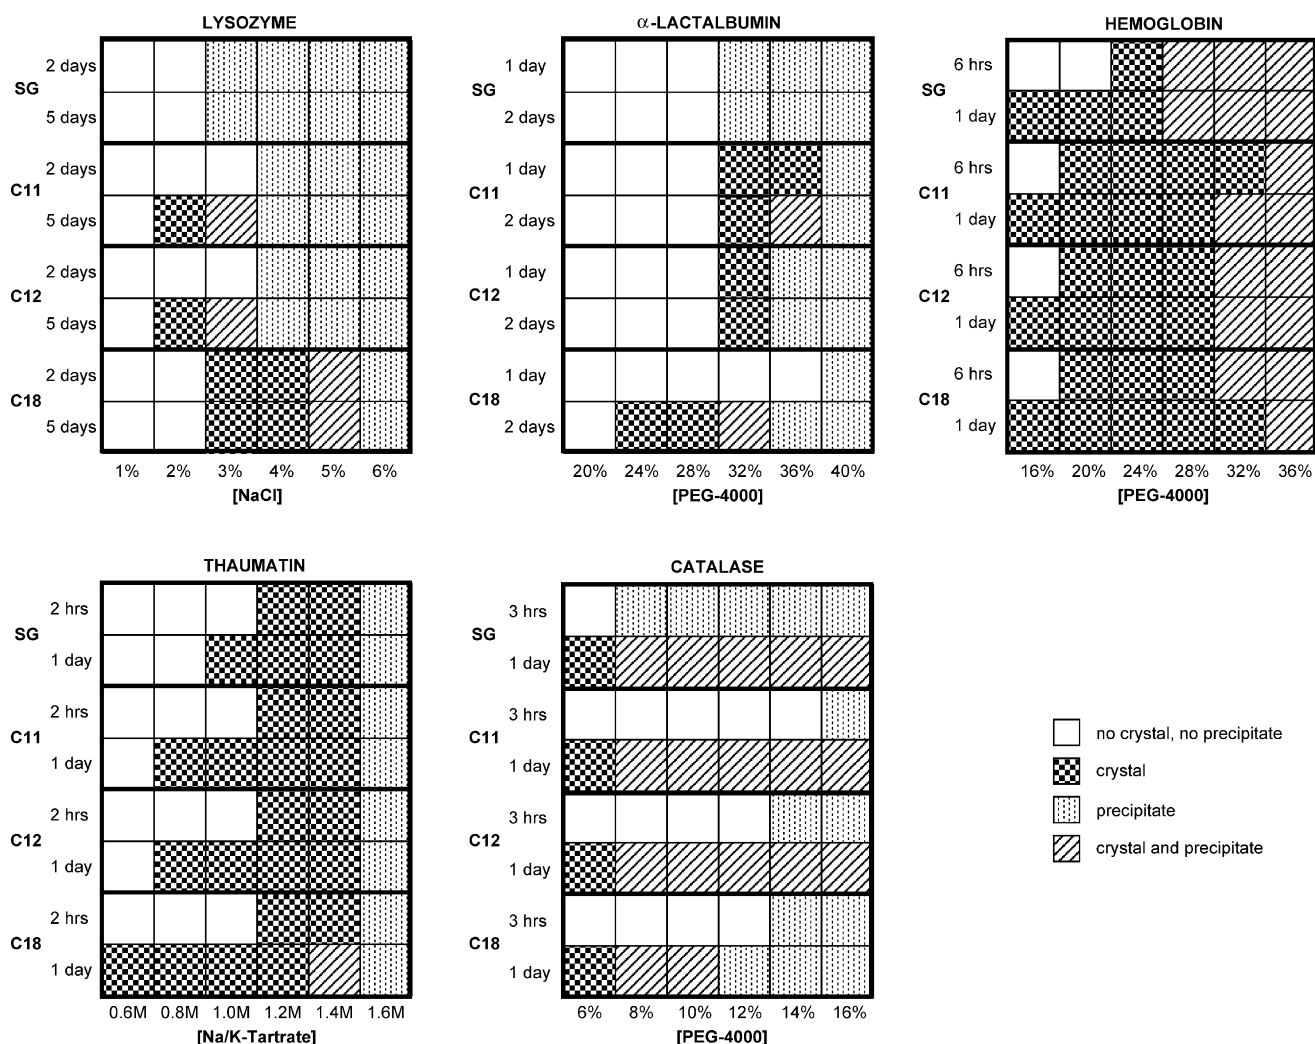 LYSOZYME
SG
2 days
5 days
C11
2 days
5 days
C12
2 days
5 days
C18
2 days
5 days
1% 2% 3% 4% 5% 6%
[NaCl]
α-LACTALBUMIN
SG
1 day
2 days
C11
1 day
2 days
C12
1 day
2 days
C18
1 day
2 days
20% 24% 28% 32% 36% 40%
[PEG-4000]
HEMOGLOBIN
SG
6 hrs
1 day
C11
6 hrs
1 day
C12
6 hrs
1 day
C18
6 hrs
1 day
16% 20% 24% 28% 32% 36%
[PEG-4000]
THAUMATIN
SG
2 hrs
1 day
C11
2 hrs
1 day
C12
2 hrs
1 day
C18
2 hrs
1 day
0.6M 0.8M 1.0M 1.2M 1.4M 1.6M
[Na/K-Tartrate]
CATALASE
SG
3 hrs
1 day
C11
3 hrs
1 day
C12
3 hrs
1 day
C18
3 hrs
1 day
6% 8% 10% 12% 14% 16%
[PEG-4000]
no crystal, no precipitate
crystal
precipitate
crystal and precipitate